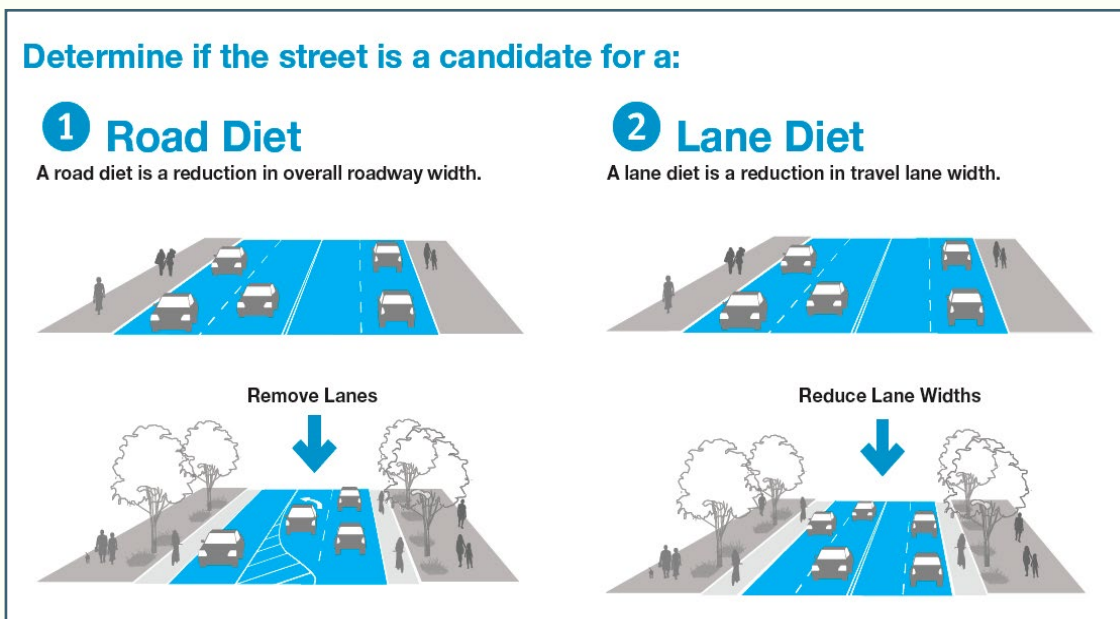 Determine if the street is a candidate for a:
1 Road Diet
A road diet is a reduction in overall roadway width.
2 Lane Diet
A lane diet is a reduction in travel lane width.
Remove Lanes
Reduce Lane Widths